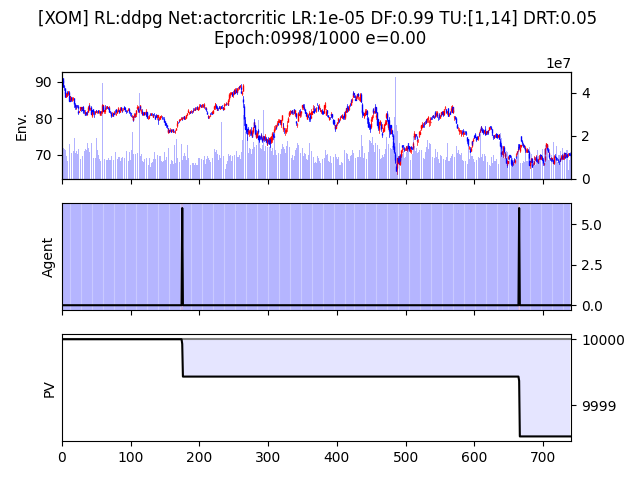 [XOM] RL:ddpg Net:actorcritic LR:1e-05 DF:0.99 TU:[1,14] DRT:0.05
Epoch:0998/1000 e=0.00
1e7
90
80
70
Env.
4
2
0
Agent
5.0
2.5
0.0
PV
10000
9999
0 100 200 300 400 500 600 700